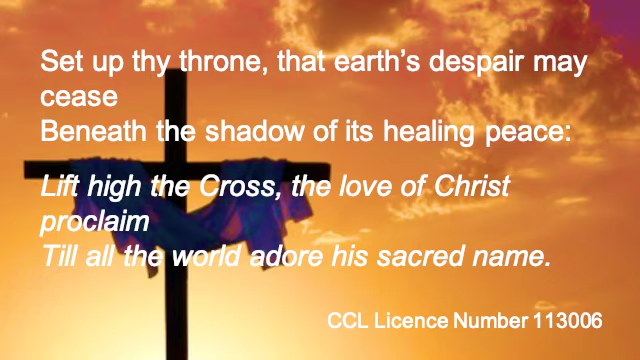 Set up thy throne, that earth’s despair may
cease
Beneath the shadow of its healing peace:
Lift high the Cross, the love of Christ
proclaim
Till all the world adore his sacred name.
CCL Licence Number 113006